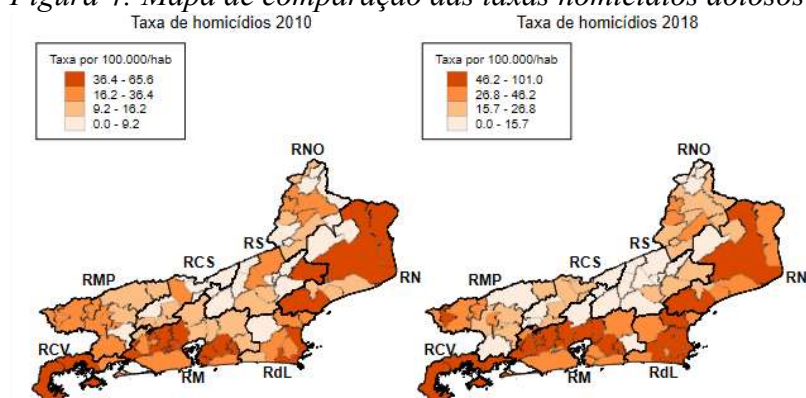 Figura 4: Mapa de comparação das taxas homicídios dolosos
Taxa de homicídios 2010
Taxa por 100.000/hab
36.4 - 65.6
16.2 - 36.4
9.2 - 16.2
0.0 - 9.2
RNO
RS
RCS
RMP
RN
RCV
RM
RdL
Taxa de homicídios 2018
Taxa por 100.000/hab
46.2 - 101.0
26.8 - 46.2
15.7 - 26.8
0.0 - 15.7
RNO
RS
RCS
RMP
RN
RCV
RM
RdL